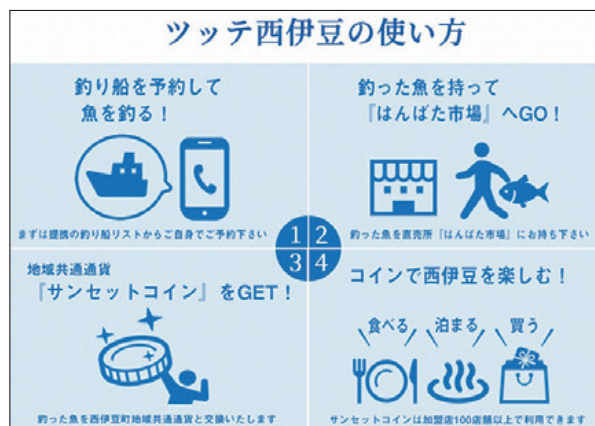 ツッテ西伊豆の使い方
釣り船を予約して
魚を釣る！
まずは提携の釣り船リストからご自身でご予約下さい
1
釣った魚を持って
『はんばた市場』へGO！
釣った魚を直売所『はんばた市場』にお持ち下さい
2
地域共通通貨
『サンセットコイン』をGET！
釣った魚を西伊豆町地域共通通貨と交換いたします
3
コインで西伊豆を楽しむ！
食べる 泊まる 買う
サンセットコインは加盟店100店舗以上で利用できます
4